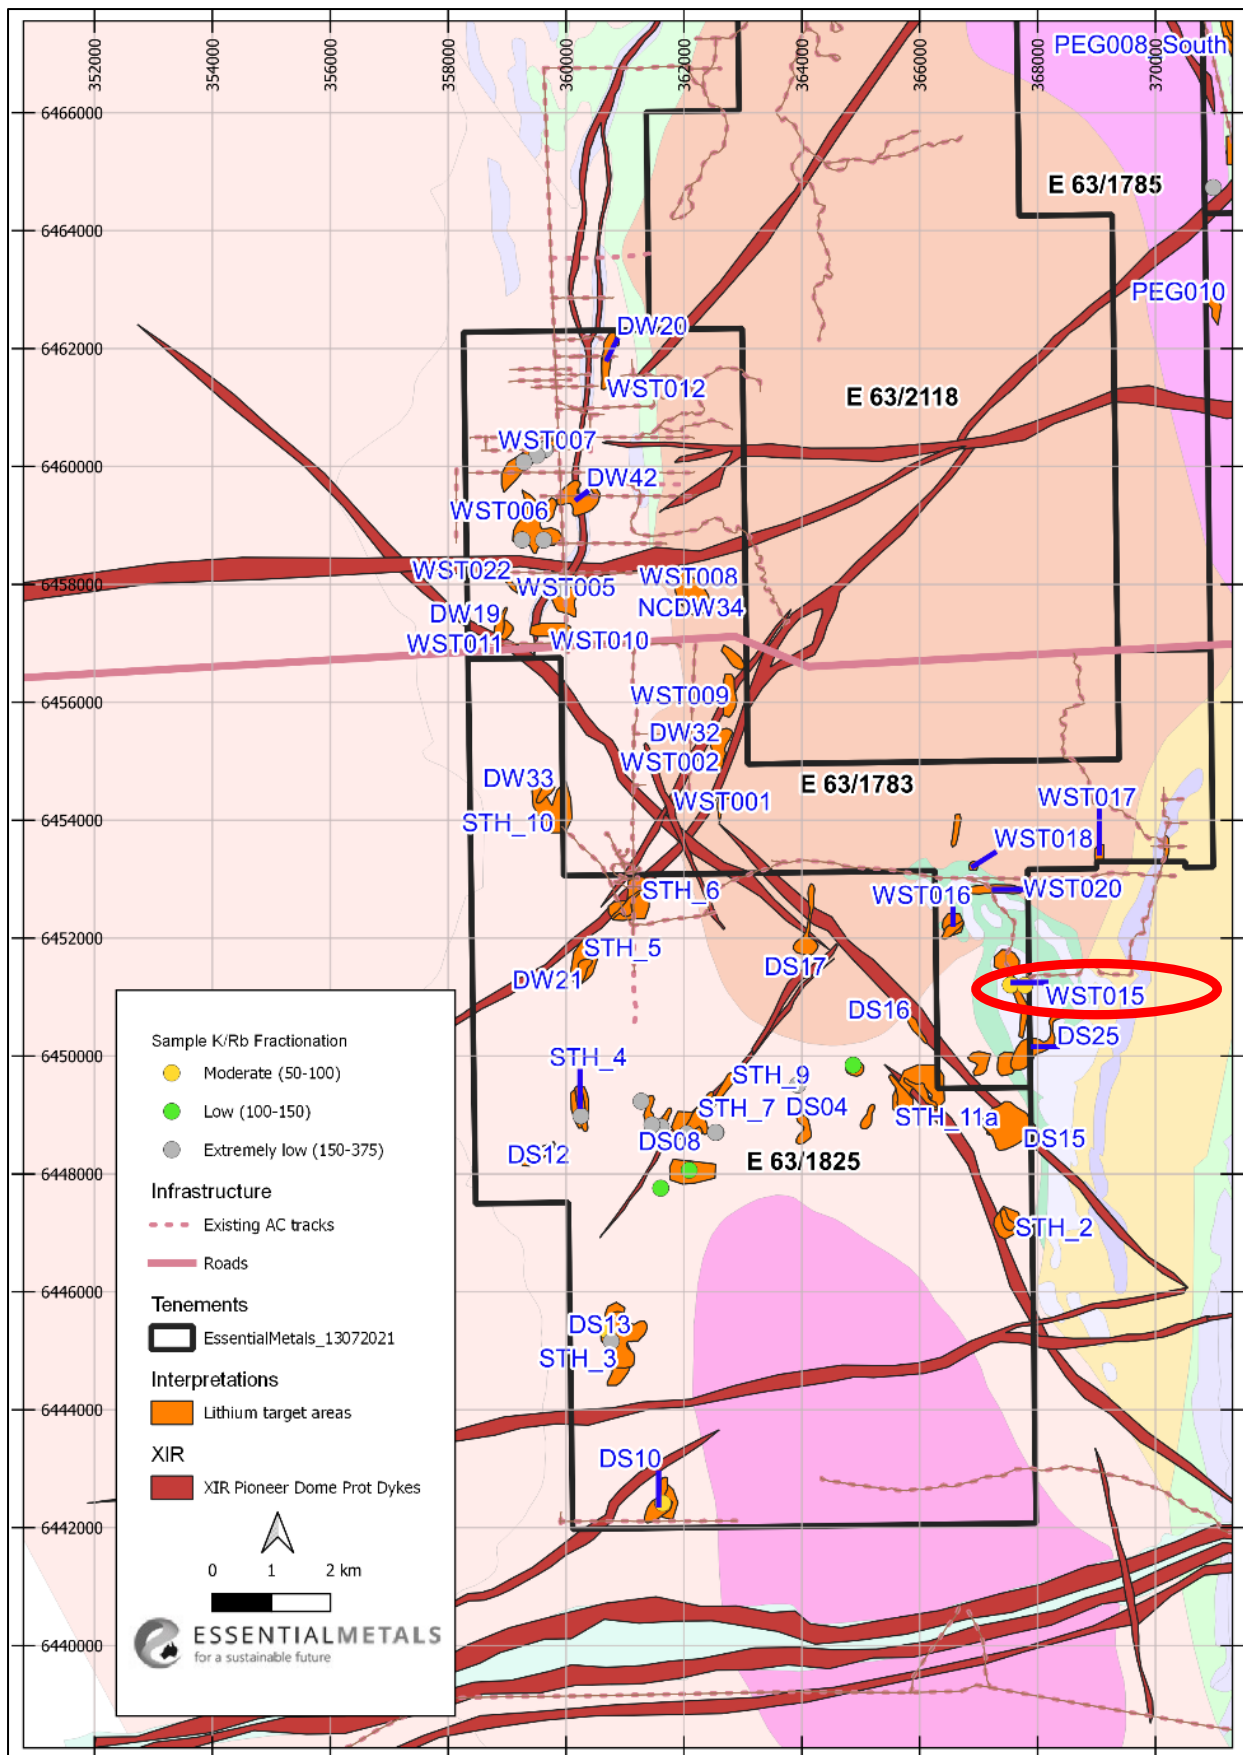 352000
354000
356000
358000
360000
362000
364000
366000
368000
370000
PEG008_South
6466000
E 63/1785
6464000
PEG010
DW20
6462000
WST012
E 63/2118
WST007
6460000
DW42
WST006
WST022
WST008
6458000
WST005
DW19
NCDW34
WST011
WST010
6456000
WST009
DW32
WST002
DW33
E 63/1783
WST001
WST017
6454000
STH_10
WST018
STH_6
WST016
WST020
6452000
STH_5
DW21
DS17
WST015
DS16
DS25
6450000
STH_4
STH_9
STH_7
DS04
STH_11a
DS08
DS15
DS12
E 63/1825
6448000
STH_2
6446000
DS13
STH_3
6444000
DS10
6442000
6440000
Sample K/Rb Fractionation
Moderate (50-100)
Low (100-150)
Extremely low (150-375)
Infrastructure
Existing AC tracks
Roads
Tenements
EssentialMetals_13072021
Interpretations
Lithium target areas
XIR
XIR Pioneer Dome Prot Dykes
0 1 2 km
ESSENTIALMETALS
for a sustainable future